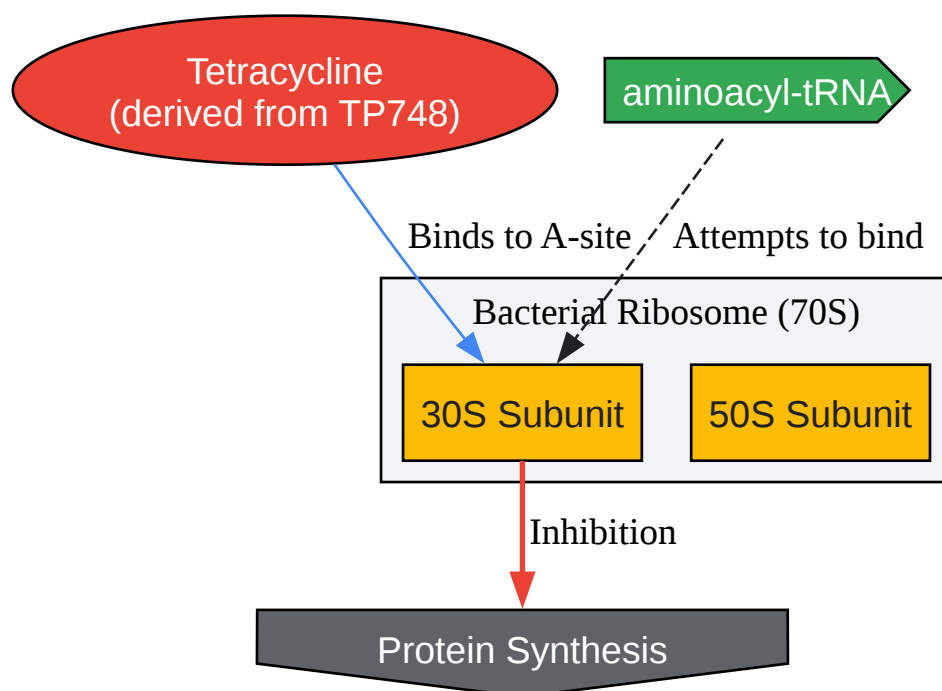 Tetracycline
(derived from TP748)
aminoacyl-tRNA
Binds to A-site
Attempts to bind
Bacterial Ribosome (70S)
30S Subunit
50S Subunit
Inhibition
Protein Synthesis